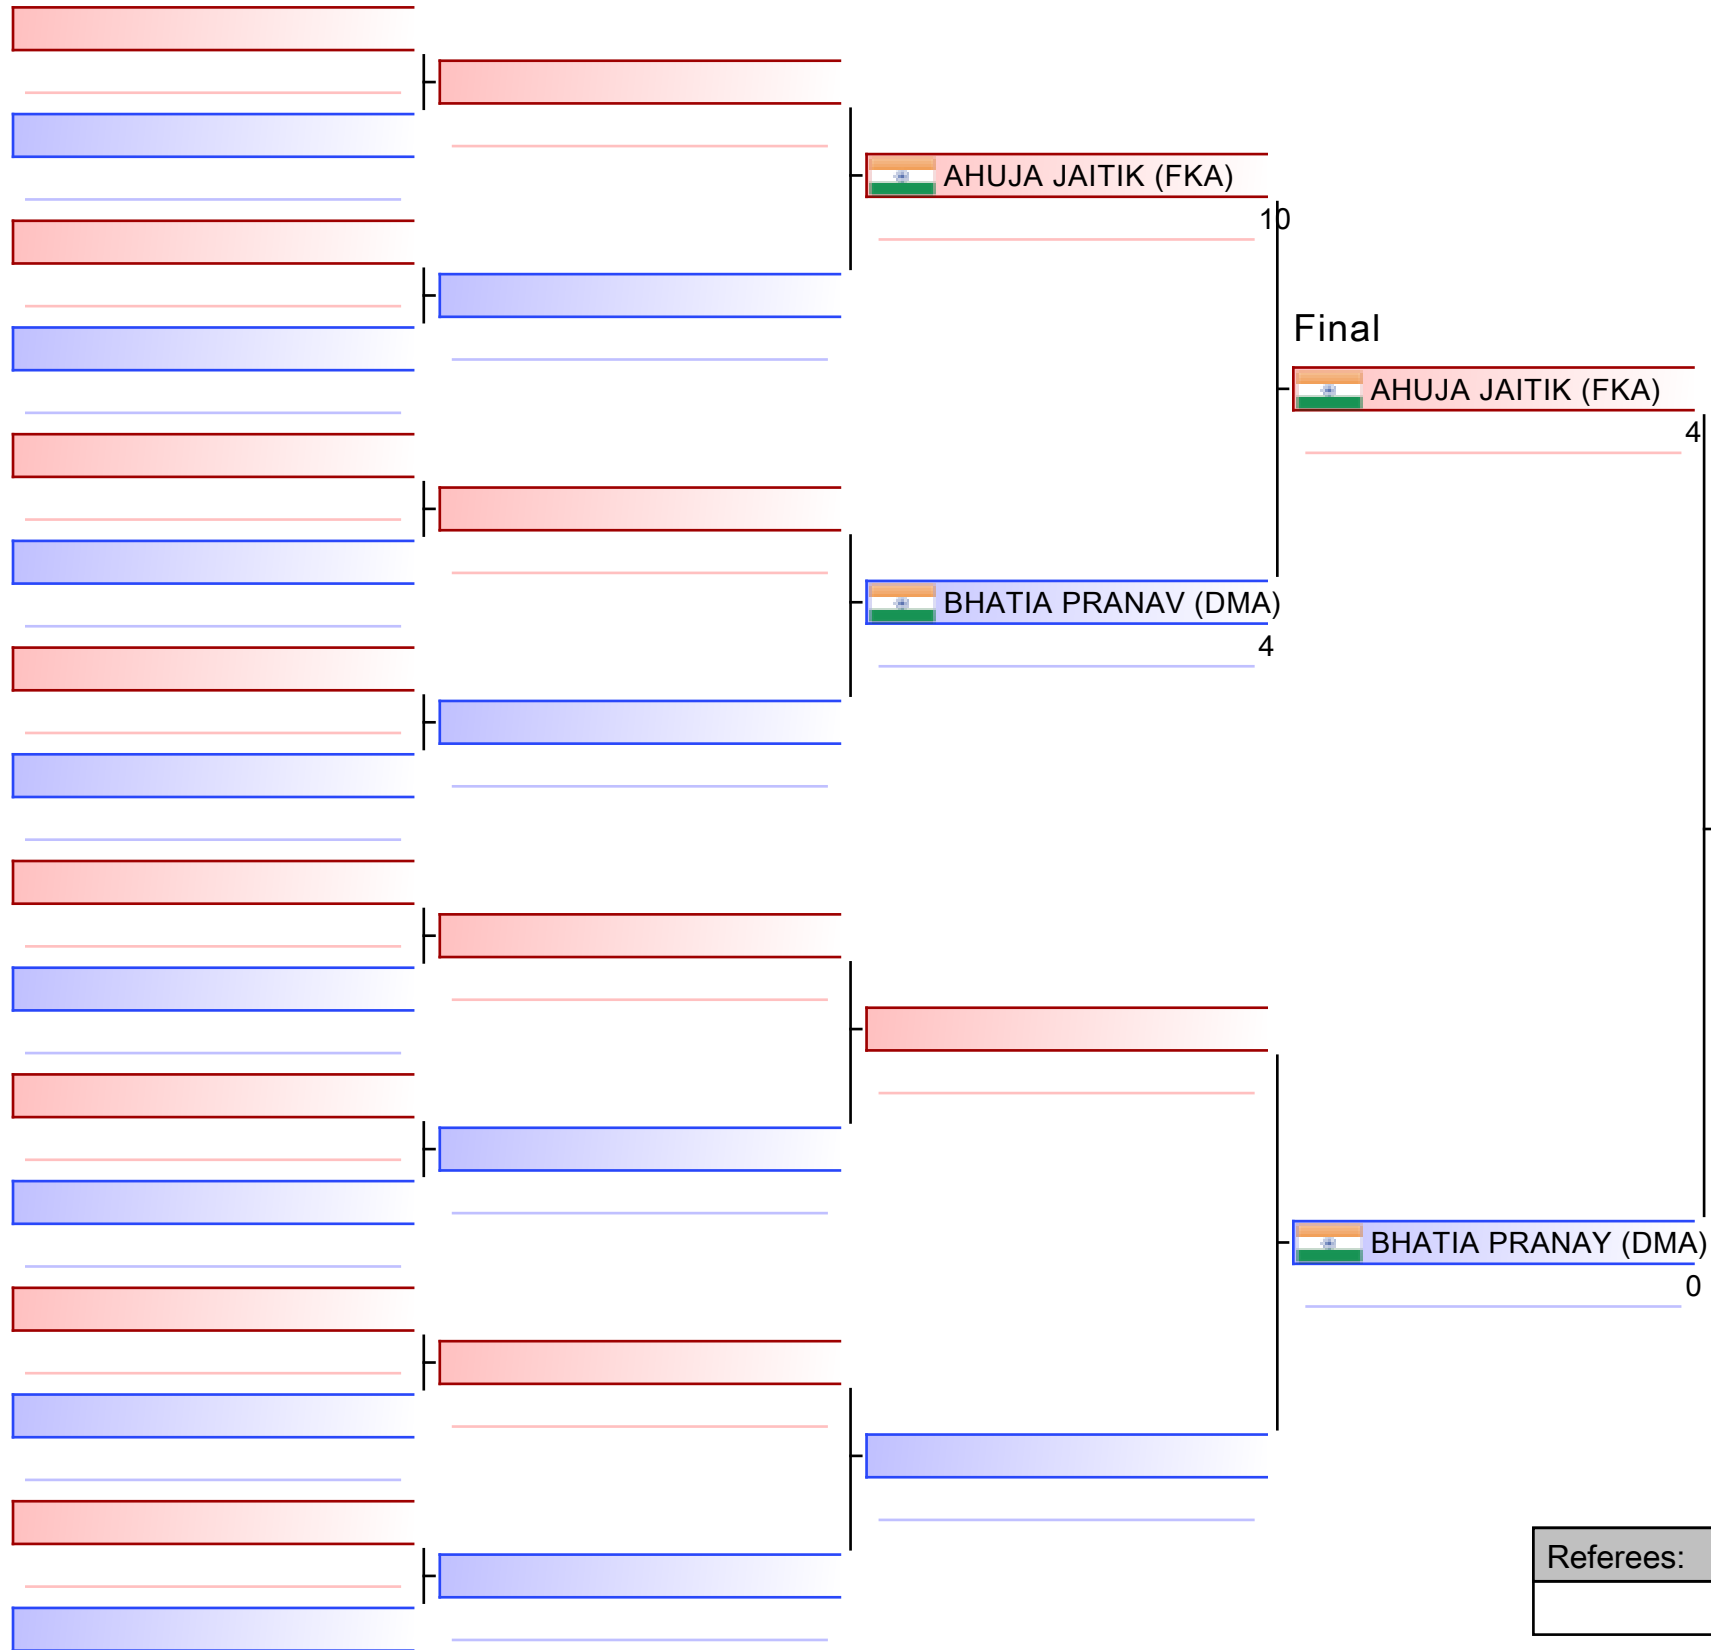 AHUJA JAITIK (FKA)
10
Final
AHUJA JAITIK (FKA)
4
BHATIA PRANAV (DMA)
4
BHATIA PRANAY (DMA)
0
Referees: